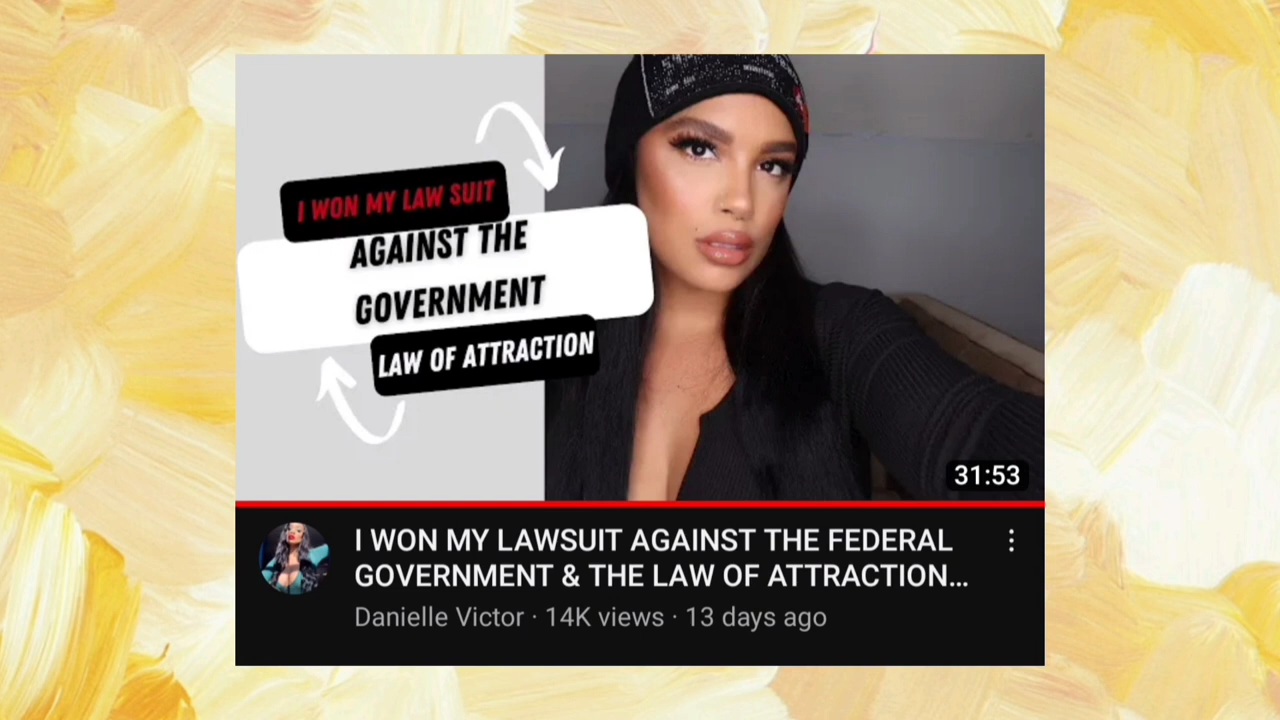 I WON MY LAW SUIT
AGAINST THE
GOVERNMENT
LAW OF ATTRACTION
31:53
I WON MY LAWSUIT AGAINST THE FEDERAL
GOVERNMENT & THE LAW OF ATTRACTION...
Danielle Victor · 14K views · 13 days ago